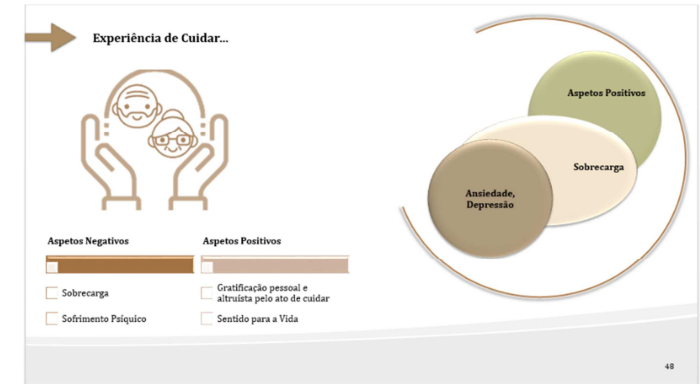 Experiência de Cuidar...
Aspetos Positivos
Sobrecarga
Ansiedade,
Depressão
Aspetos Negativos
Aspetos Positivos
Sobrecarga
Gratificação pessoal e
altruísta pelo ato de cuidar
Sofrimento Psíquico
Sentido para a Vida
48